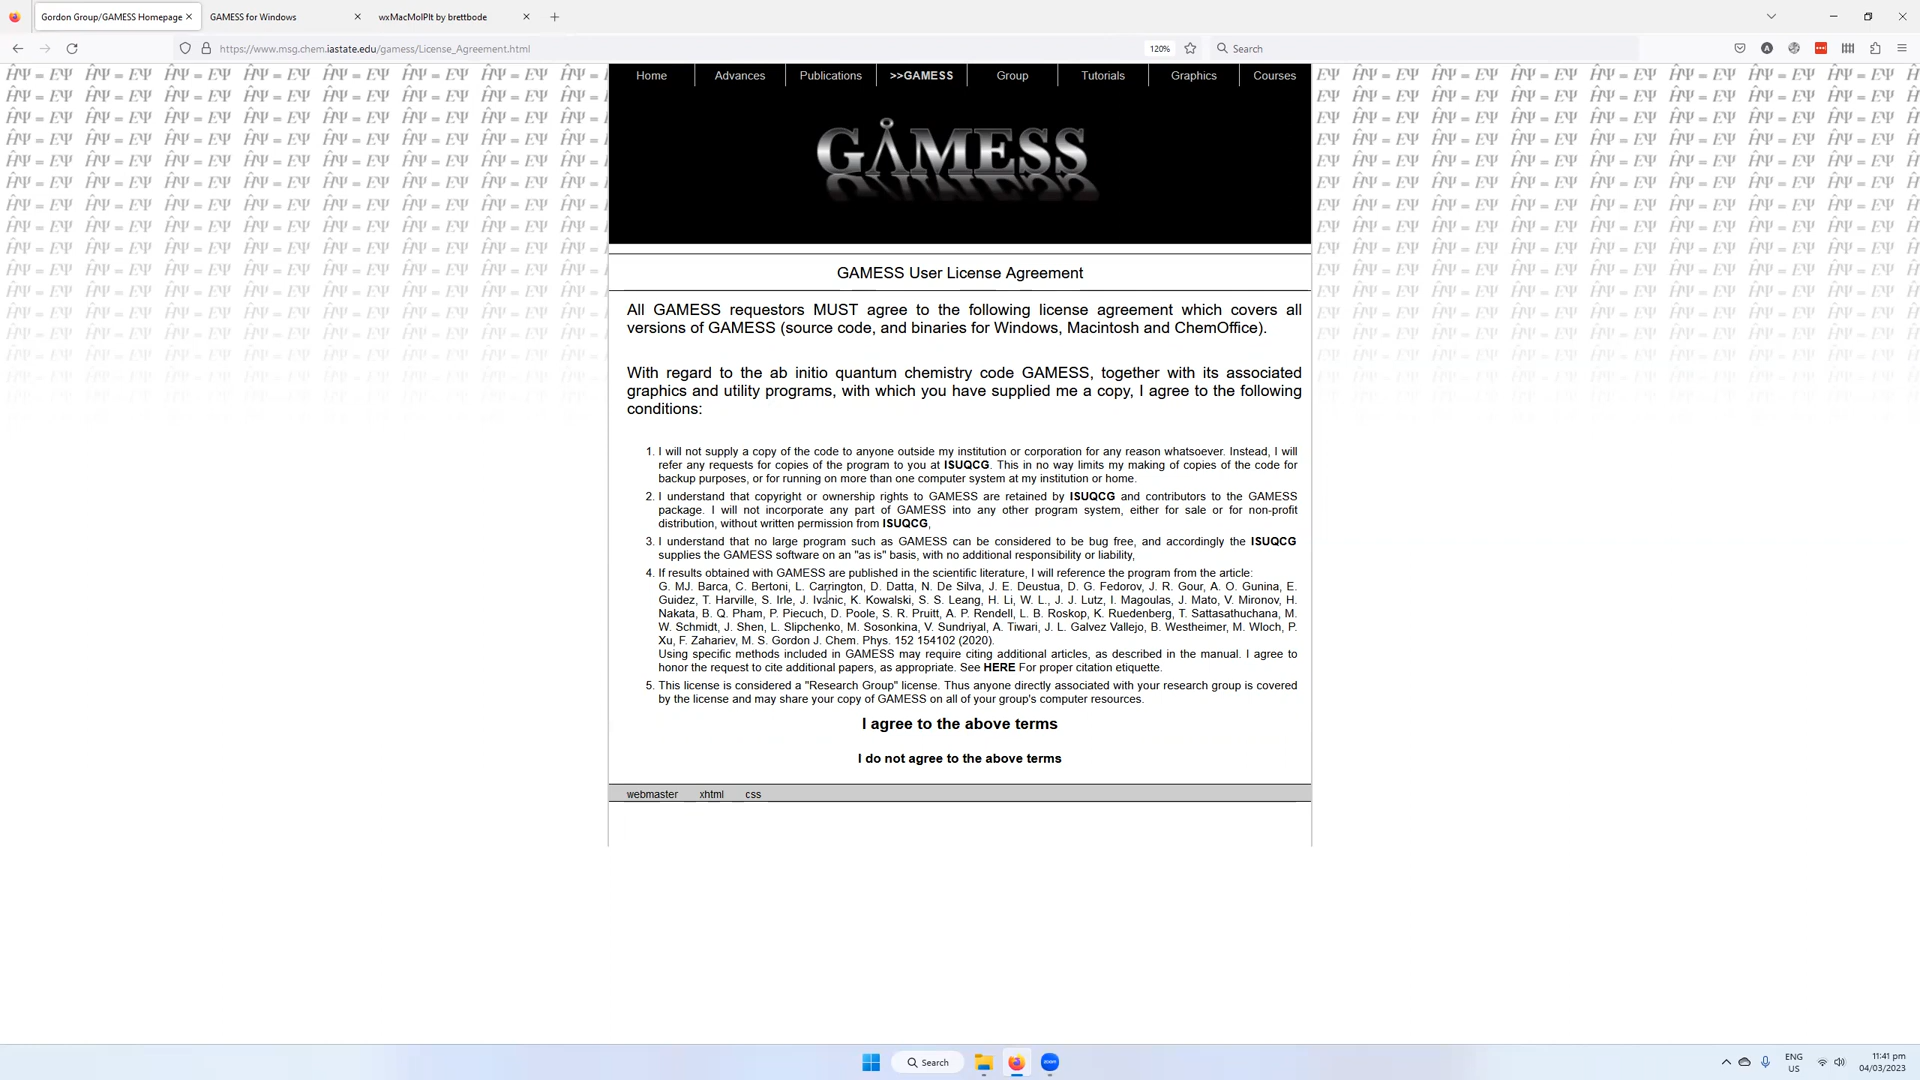 Gordon Group/GAMESS Homepage
GAMESS for Windows
wxMacMolPlt by brettbode
https://www.msg.chem.iastate.edu/gamess/License_Agreement.html
120%
Search
Home
Advances
Publications
>>GAMESS
Group
Tutorials
Graphics
Courses
GAMESS
GAMESS User License Agreement
All GAMESS requestors MUST agree to the following license agreement which covers all
versions of GAMESS (source code, and binaries for Windows, Macintosh and ChemOffice).
With regard to the ab initio quantum chemistry code GAMESS, together with its associated
graphics and utility programs, with which you have supplied me a copy, I agree to the following
conditions:
1. I will not supply a copy of the code to anyone outside my institution or corporation for any reason whatsoever. Instead, I will
refer any requests for copies of the program to you at ISUQCG. This in no way limits my making of copies of the code for
backup purposes, or for running on more than one computer system at my institution or home.
2. I understand that copyright or ownership rights to GAMESS are retained by ISUQCG and contributors to the GAMESS
package. I will not incorporate any part of GAMESS into any other program system, either for sale or for non-profit
distribution, without written permission from ISUQCG,
3. I understand that no large program such as GAMESS can be considered to be bug free, and accordingly the ISUQCG
supplies the GAMESS software on an "as is" basis, with no additional responsibility or liability,
4. If results obtained with GAMESS are published in the scientific literature, I will reference the program from the article:
G. MJ. Barca, C. Bertoni, L. Carrington, D. Datta, N. De Silva, J. E. Deustua, D. G. Fedorov, J. R. Gour, A. O. Gunina, E.
Guidez, T. Harville, S. Irle, J. Ivanic, K. Kowalski, S. S. Leang, H. Li, W. L., J. J. Lutz, I. Magoulas, J. Mato, V. Mironov, H.
Nakata, B. Q. Pham, P. Piecuch, D. Poole, S. R. Pruitt, A. P. Rendell, L. B. Roskop, K. Ruedenberg, T. Sattasathuchana, M.
W. Schmidt, J. Shen, L. Slipchenko, M. Sosonkina, V. Sundriyal, A. Tiwari, J. L. Galvez Vallejo, B. Westheimer, M. Wloch, P.
Xu, F. Zahariev, M. S. Gordon J. Chem. Phys. 152 154102 (2020).
Using specific methods included in GAMESS may require citing additional articles, as described in the manual. I agree to
honor the request to cite additional papers, as appropriate. See HERE For proper citation etiquette.
5. This license is considered a "Research Group" license. Thus anyone directly associated with your research group is covered
by the license and may share your copy of GAMESS on all of your group's computer resources.
I agree to the above terms
I do not agree to the above terms
webmaster
xhtml
css
Search
zoom
ENG
US
11:41 pm
04/03/2023